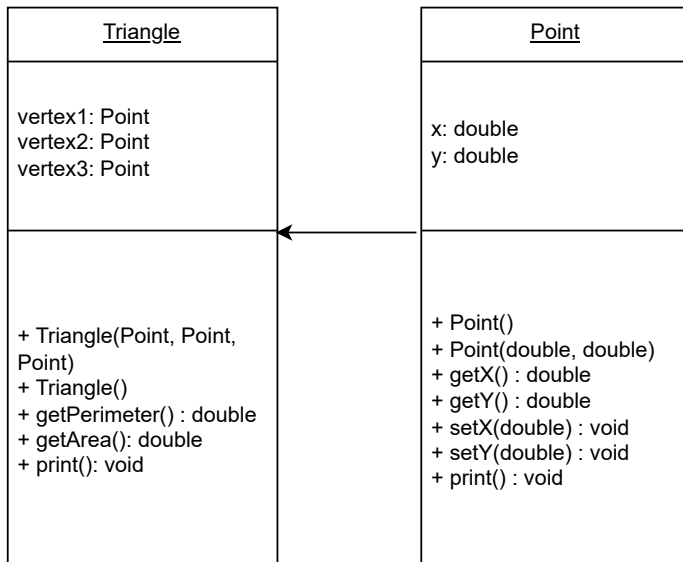 Triangle
vertex1: Point
vertex2: Point
vertex3: Point
+ Triangle(Point, Point,
Point)
+ Triangle()
+ getPerimeter() : double
+ getArea(): double
+ print(): void
Point
x: double
y: double
+ Point()
+ Point(double, double)
+ getX() : double
+ getY() : double
+ setX(double) : void
+ setY(double) : void
+ print() : void